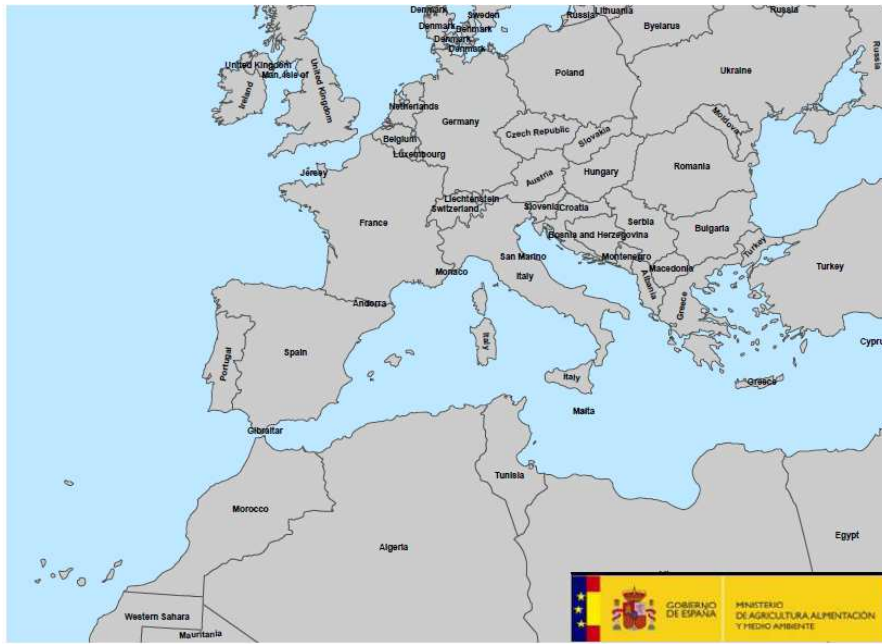 Denmark
Sweden
Russia
Lithuania
Russia
Denmark
Denmark
Byelarus
Denmark
Denmark
Russia
United Kingdom
Man, Isle of
United Kingdom
Ireland
Poland
Ukraine
Netherlands
Germany
Moldova
Czech Republic
Belgium
Slovakia
Luxembourg
Jersey
Austria
Hungary
Romania
Liechtenstein
Switzerland
Slovenia
Croatia
France
Serbia
Bulgaria
Bosnia and Herzegovina
San Marino
Montenegro
Turkey
Monaco
Italy
Macedonia
Turkey
Albania
Andorra
Greece
Italy
Cypru
Spain
Portugal
Italy
Greece
Malta
Gibraltar
Tunisia
Morocco
Egypt
Algeria
Western Sahara
Mauritania
GOBIERNO
DE ESPAÑA
MINISTERIO
DE AGRICULTURA, ALIMENTACIÓN
Y MEDIO AMBIENTE